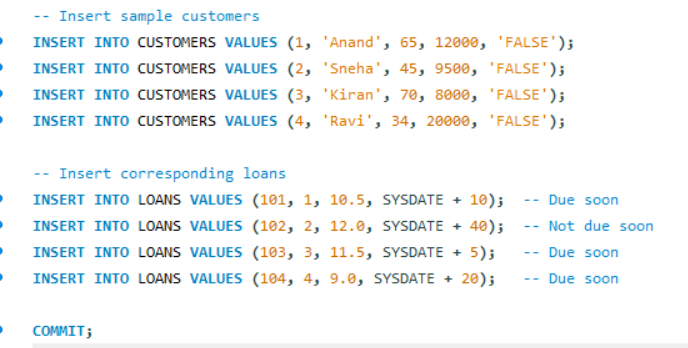 -- Insert sample customers
INSERT INTO CUSTOMERS VALUES (1, 'Anand', 65, 12000, 'FALSE');
INSERT INTO CUSTOMERS VALUES (2, 'Sneha', 45, 9500, 'FALSE');
INSERT INTO CUSTOMERS VALUES (3, 'Kiran', 70, 8000, 'FALSE');
INSERT INTO CUSTOMERS VALUES (4, 'Ravi', 34, 20000, 'FALSE');
-- Insert corresponding loans
INSERT INTO LOANS VALUES (101, 1, 10.5, SYSDATE + 10);  -- Due soon
INSERT INTO LOANS VALUES (102, 2, 12.0, SYSDATE + 40);  -- Not due soon
INSERT INTO LOANS VALUES (103, 3, 11.5, SYSDATE + 5);   -- Due soon
INSERT INTO LOANS VALUES (104, 4, 9.0, SYSDATE + 20);   -- Due soon
COMMIT;